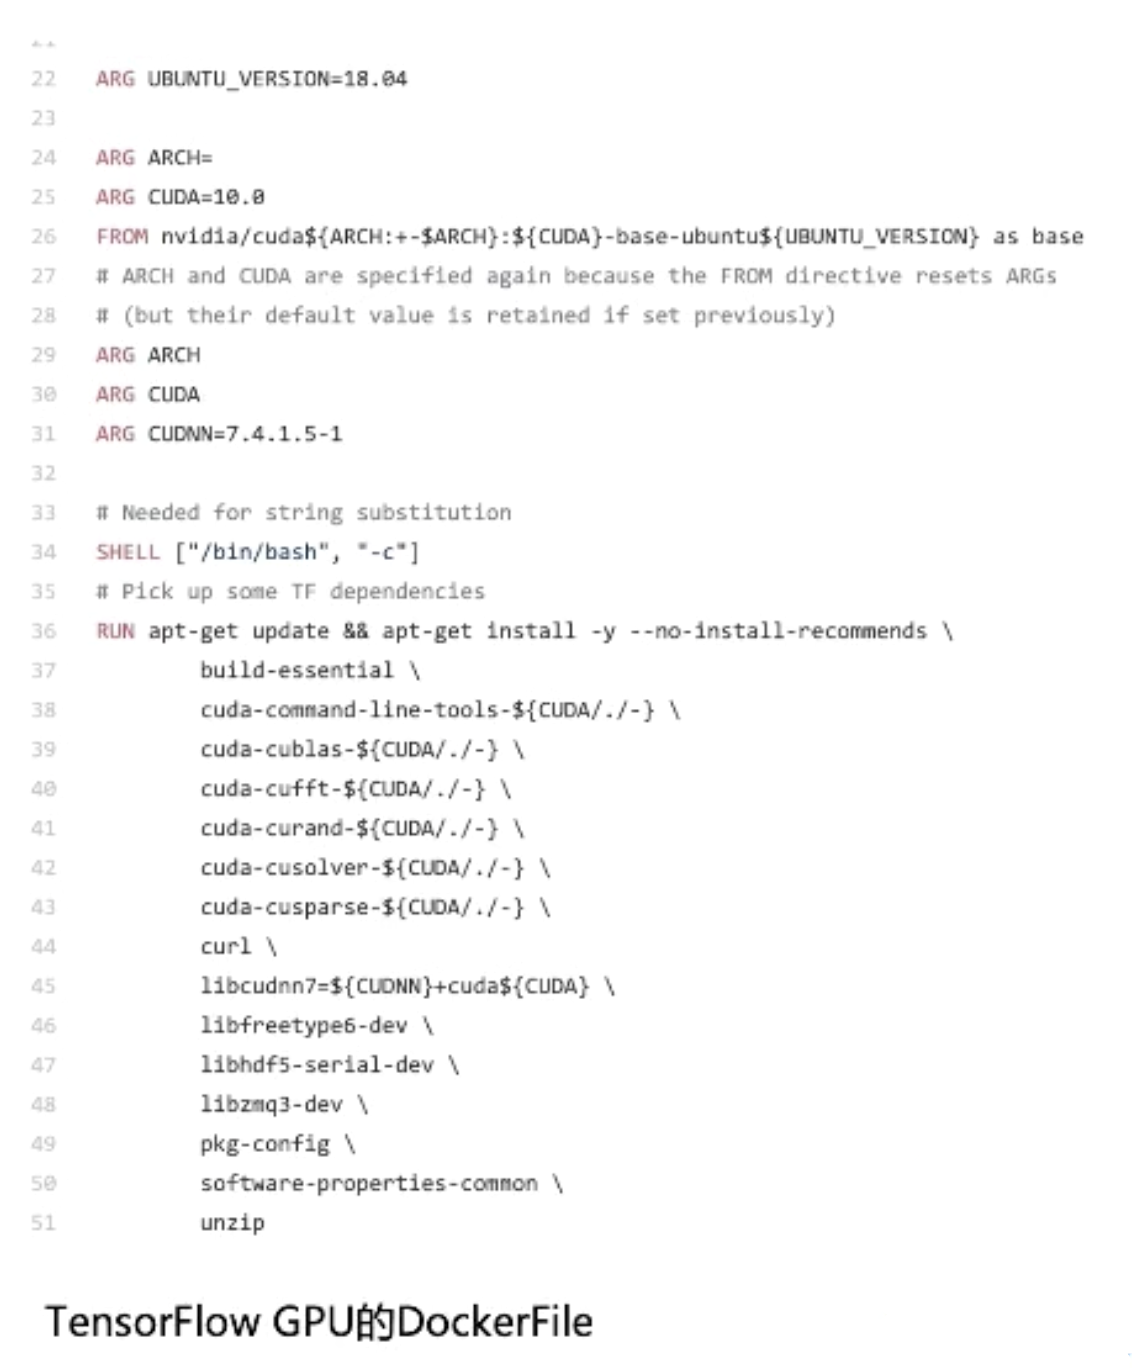 22 ARG UBUNTU_VERSION=18.04
23
24 ARG ARCH=
25 ARG CUDA=10.0
26 FROM nvidia/cuda${ARCH:+-$ARCH}:${CUDA}-base-ubuntu${UBUNTU_VERSION} as base
27 # ARCH and CUDA are specified again because the FROM directive resets ARGs
28 # (but their default value is retained if set previously)
29 ARG ARCH
30 ARG CUDA
31 ARG CUDNN=7.4.1.5-1
32
33 # Needed for string substitution
34 SHELL ["/bin/bash", "-c"]
35 # Pick up some TF dependencies
36 RUN apt-get update && apt-get install -y --no-install-recommends \
37 build-essential \
38 cuda-command-line-tools-${CUDA/./-} \
39 cuda-cublas-${CUDA/./-} \
40 cuda-cufft-${CUDA/./-} \
41 cuda-curand-${CUDA/./-} \
42 cuda-cusolver-${CUDA/./-} \
43 cuda-cusparse-${CUDA/./-} \
44 curl \
45 libcudnn7=${CUDNN}+cuda${CUDA} \
46 libfreetype6-dev \
47 libhdf5-serial-dev \
48 libzmq3-dev \
49 pkg-config \
50 software-properties-common \
51 unzip
TensorFlow GPU的DockerFile